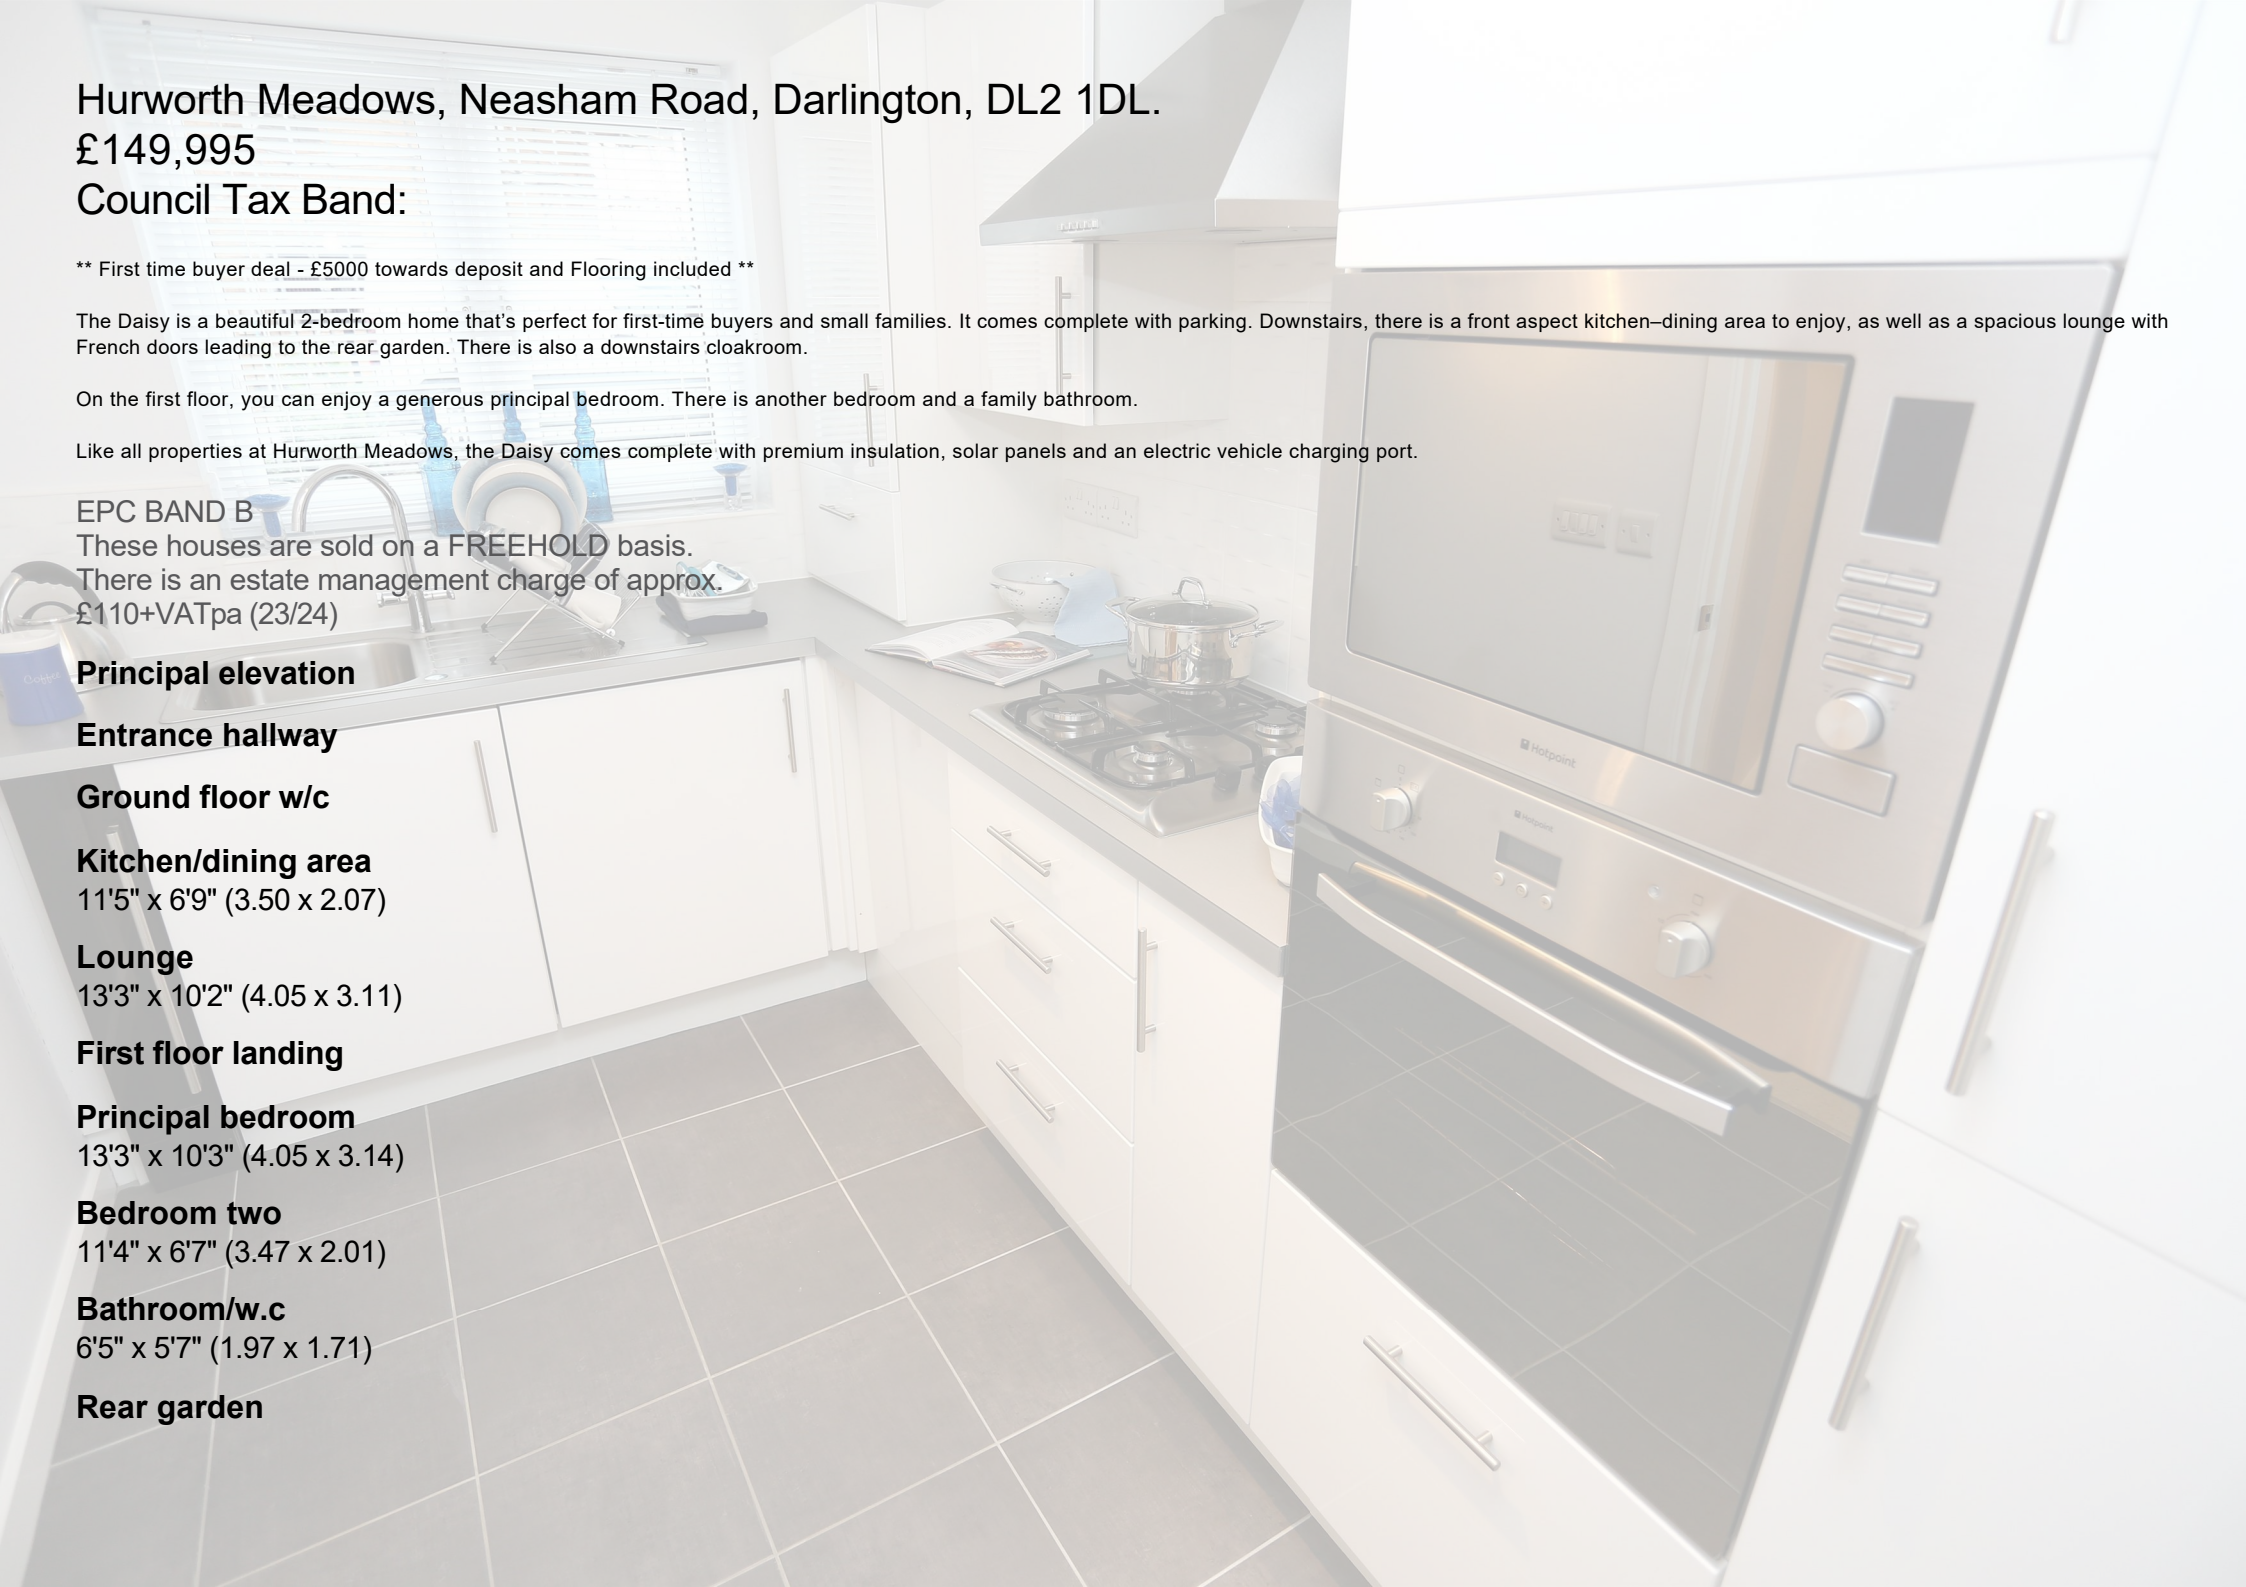 Hurworth Meadows, Neasham Road, Darlington, DL2 1DL.
£149,995
Council Tax Band:
** First time buyer deal - £5000 towards deposit and Flooring included **
The Daisy is a beautiful 2-bedroom home that’s perfect for first-time buyers and small families. It comes complete with parking. Downstairs, there is a front aspect kitchen–dining area to enjoy, as well as a spacious lounge with
French doors leading to the rear garden. There is also a downstairs cloakroom.
On the first floor, you can enjoy a generous principal bedroom. There is another bedroom and a family bathroom.
Like all properties at Hurworth Meadows, the Daisy comes complete with premium insulation, solar panels and an electric vehicle charging port.
EPC BAND B
These houses are sold on a FREEHOLD basis.
There is an estate management charge of approx.
£110+VATpa (23/24)
Coffee
Principal elevation
Entrance hallway
Hotpoint
Ground floor w/c
Hotpoint
Kitchen/dining area
11'5" x 6'9" (3.50 x 2.07)
Lounge
13'3" x 10'2" (4.05 x 3.11)
First floor landing
Principal bedroom
13'3" x 10'3" (4.05 x 3.14)
Bedroom two
11'4" x 6'7" (3.47 x 2.01)
Bathroom/w.c
6'5" x 5'7" (1.97 x 1.71)
Rear garden